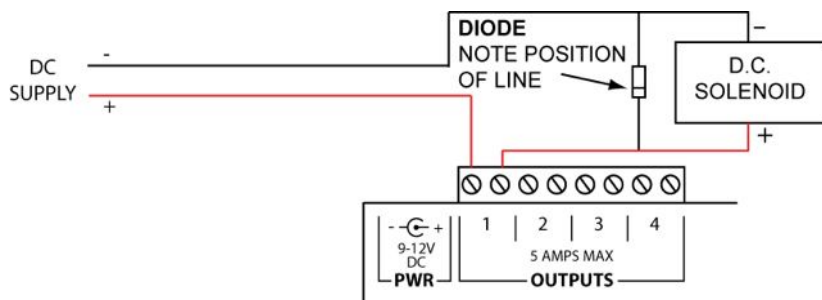 DC
SUPPLY
-
+
DIODE
NOTE POSITION
OF LINE
–
D.C.
SOLENOID
+
- +
9-12V
DC
PWR
1 2 3 4
5 AMPS MAX
OUTPUTS